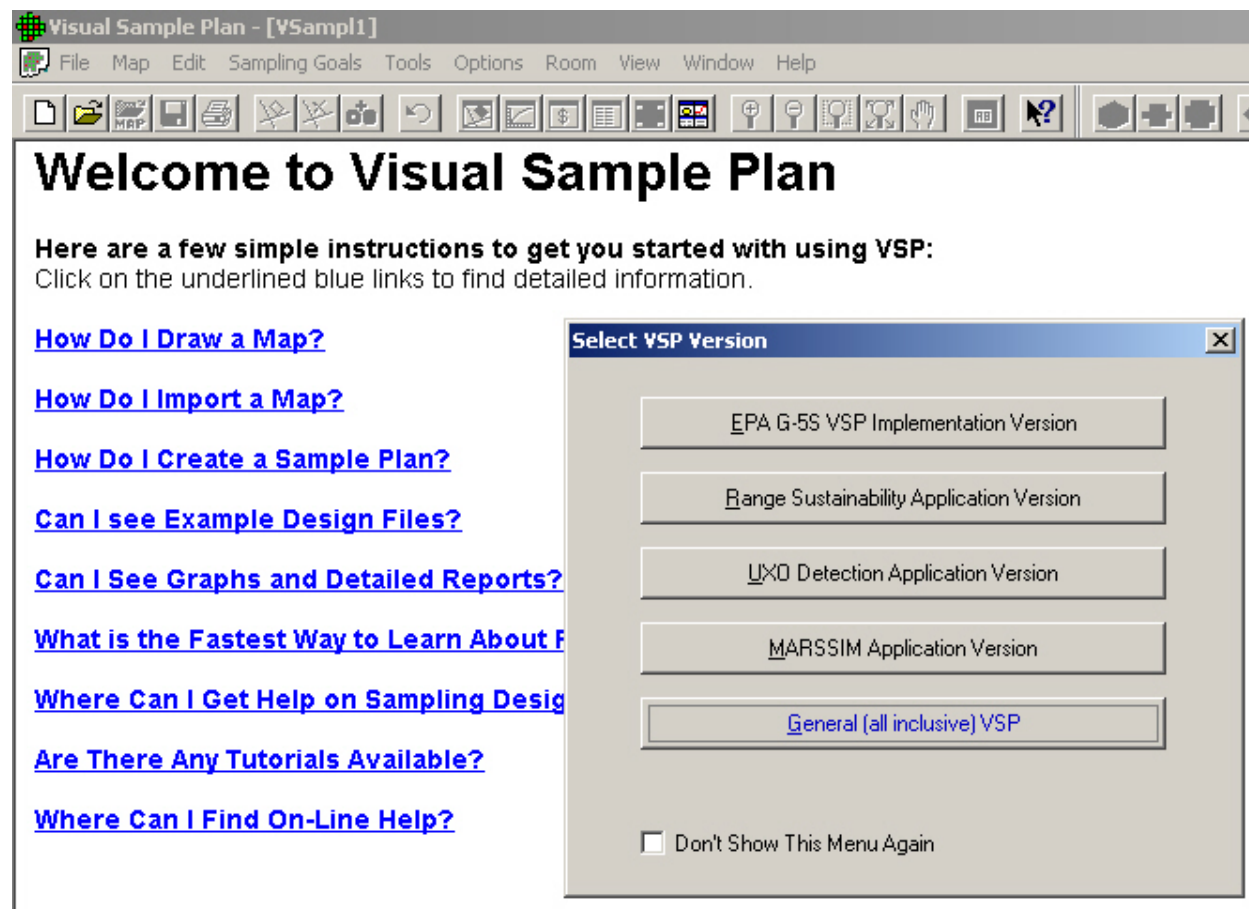 Visual Sample Plan - [VSampl1]
File Map Edit Sampling Goals Tools Options Room View Window Help
MAP $ RB ?
Welcome to Visual Sample Plan
Here are a few simple instructions to get you started with using VSP:
Click on the underlined blue links to find detailed information.
How Do I Draw a Map?
How Do I Import a Map?
How Do I Create a Sample Plan?
Can I see Example Design Files?
Can I See Graphs and Detailed Reports?
What is the Fastest Way to Learn About
Where Can I Get Help on Sampling
Are There Any Tutorials Available?
Where Can I Find On-Line Help?
Select VSP Version
EPA G-5S VSP Implementation Version
Range Sustainability Application Version
UXO Detection Application Version
MARSSIM Application Version
General (all inclusive) VSP
Don't Show This Menu Again